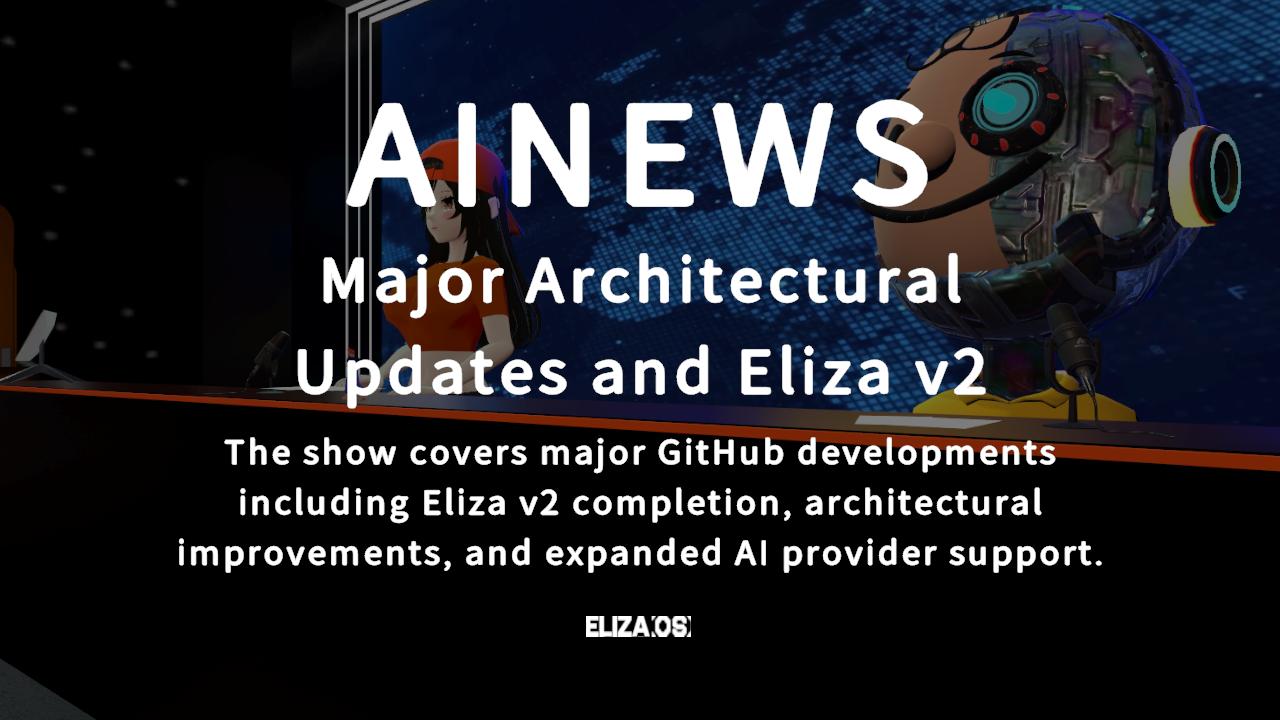 AINEWS
Major Architectural
Updates and Eliza v2
The show covers major GitHub developments
including Eliza v2 completion, architectural
improvements, and expanded AI provider support.
ELIZA OS